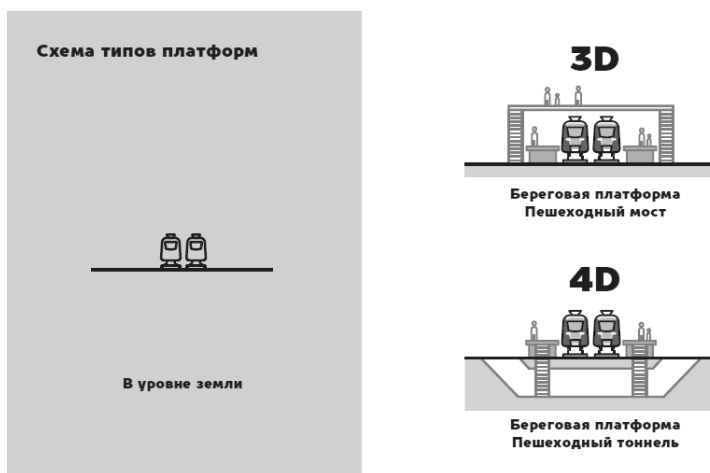 Схема типов платформ
В уровне земли
3D
Береговая платформа
Пешеходный мост
4D
Береговая платформа
Пешеходный тоннель